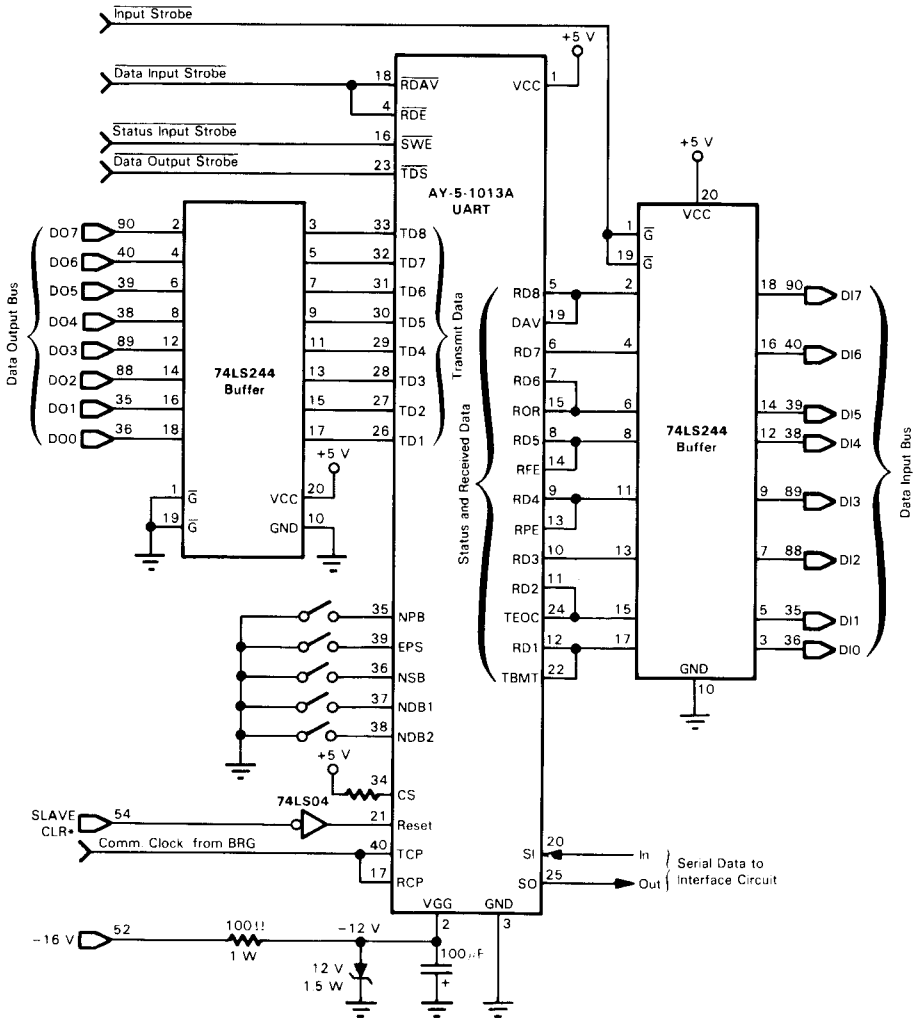 Input Strobe
+5 V
Data Input Strobe
18 RDAV
VCC 1
4 RDE
Status Input Strobe
16 SWE
Data Output Strobe
23 TDS
AY-5-1013A
UART
+5 V
20
VCC
1 G
19 G
Data Output Bus
DO7 90 2 3 33 TD8
DO6 40 4 5 32 TD7
DO5 39 6 7 31 TD6
DO4 38 8 9 30 TD5
DO3 89 12 11 29 TD4
DO2 88 14 13 28 TD3
DO1 35 16 15 27 TD2
DO0 36 18 17 26 TD1
74LS244
Buffer
Transmit Data
+5 V
1 G
VCC 20
19 G
GND 10
Status and Received Data
RD8 5 2 18 90 DI7
DAV 19
RD7 6 4 16 40 DI6
RD6 7
ROR 15 6 14 39 DI5
RD5 8 8 12 38 DI4
RFE 14
RD4 9 11 9 89 DI3
RPE 13
RD3 10 13 7 88 DI2
RD2 11
TEOC 24 15 5 35 DI1
RD1 12 17 3 36 DI0
TBMT 22
74LS244
Buffer
GND
10
Data Input Bus
35 NPB
39 EPS
36 NSB
37 NDB1
38 NDB2
+5 V
34 CS
74LS04
SLAVE
CLR* 54
21 Reset
Comm. Clock from BRG
40 TCP
17 RCP
SI 20 In
SO 25 Out
Serial Data to
Interface Circuit
VGG GND
2 3
-16 V 52
100Ω
1 W
-12 V
12 V
1.5 W
100μF
+